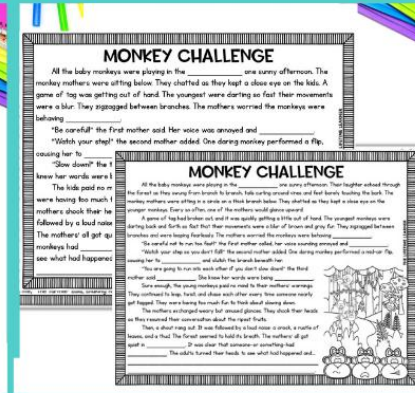 MONKEY CHALLENGE
All the baby monkeys were playing in the ____________ one sunny afternoon. The
monkey mothers were sitting below. They chatted as they kept a close eye on the kids. A
game of tag was getting out of hand. The youngest were darting so fast their movements
were a blur. They zigzagged between branches. The mothers worried the monkeys were
behaving ____________.
"Be careful!" the first mother said. Her voice was annoyed and ____________.
"Watch your step!" the second mother added. One daring monkey performed a flip,
causing her to
"Slow down!" the t
knew her words were b
The kids paid no m
were having too much f
mothers shook their he
followed by a loud noise
The mothers' all got qu
monkeys had
see what had happened
MONKEY CHALLENGE
All the baby monkeys were playing in the ____________ one sunny afternoon. Their laughter echoed through
the forest as they swung from branch to branch, tails curling around vines and feet barely touching the bark. The
monkey mothers were sitting in a circle on a thick branch below. They chatted as they kept a close eye on the
younger monkeys. Every so often, one of the mothers would glance upward.
A game of tag had broken out, and it was quickly getting a little out of hand. The youngest monkeys were
darting back and forth so fast that their movements were a blur of brown and gray fur. They zigzagged between
branches and were leaping fearlessly. The mothers worried the monkeys were behaving ____________.
"Be careful not to run too fast!" the first mother called, her voice sounding annoyed and ____________.
"Watch your step so you don't fall!" the second mother added. One daring monkey performed a mid-air flip,
causing her to ____________ and clutch the branch beneath her.
"You are going to run into each other if you don't slow down!" the third
mother said ____________. She knew her words were being ____________.
Sure enough, the young monkeys paid no mind to their mothers' warnings.
They continued to leap, twist, and chase each other every time someone nearly
got tagged. They were having too much fun to think about slowing down.
The mothers exchanged weary but amused glances. They shook their heads
as they resumed their conversation about the ripest fruits.
Then, a shout rang out. It was followed by a loud noise: a crack, a rustle of
leaves, and a thud. The forest seemed to hold its breath. The mothers' all got
quiet in ____________. It was clear that someone or something had
____________. The adults turned their heads to see what had happened and...